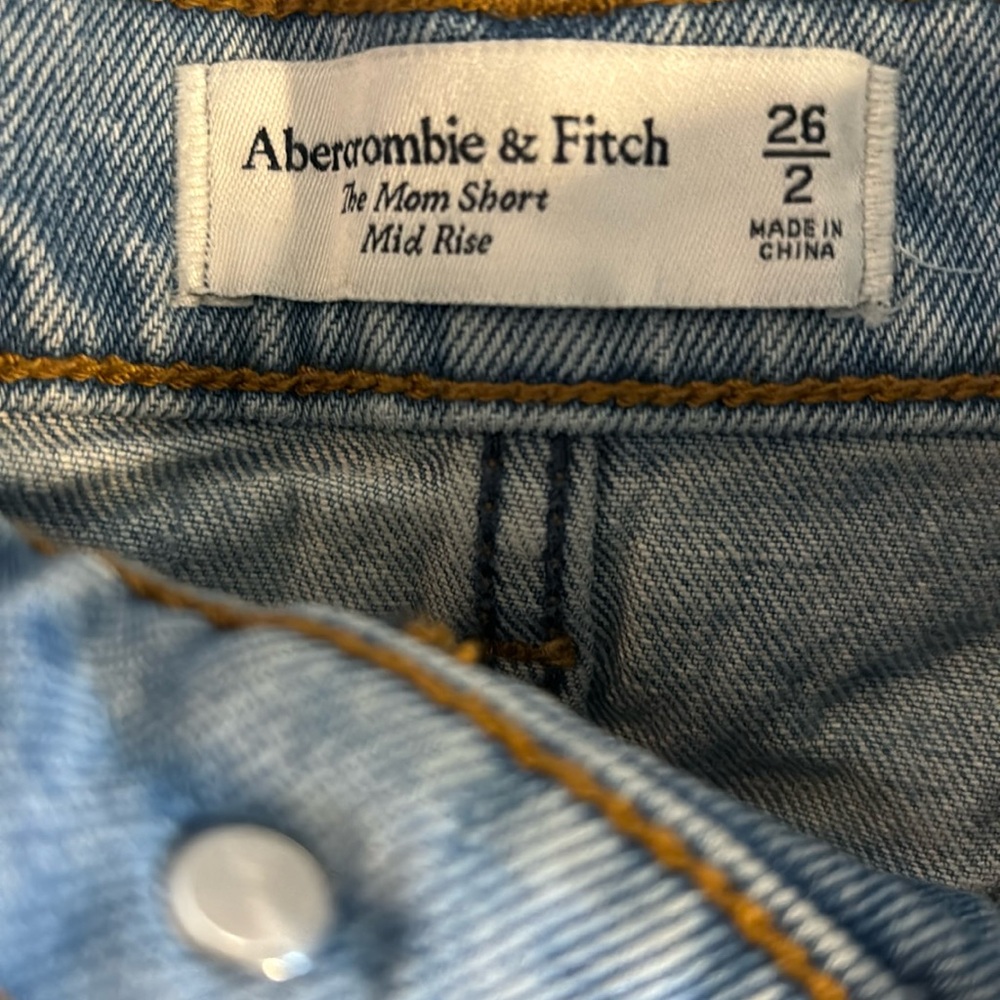 Abercrombie & Fitch
The Mom Short
Mid Rise
26
2
MADE IN
CHINA